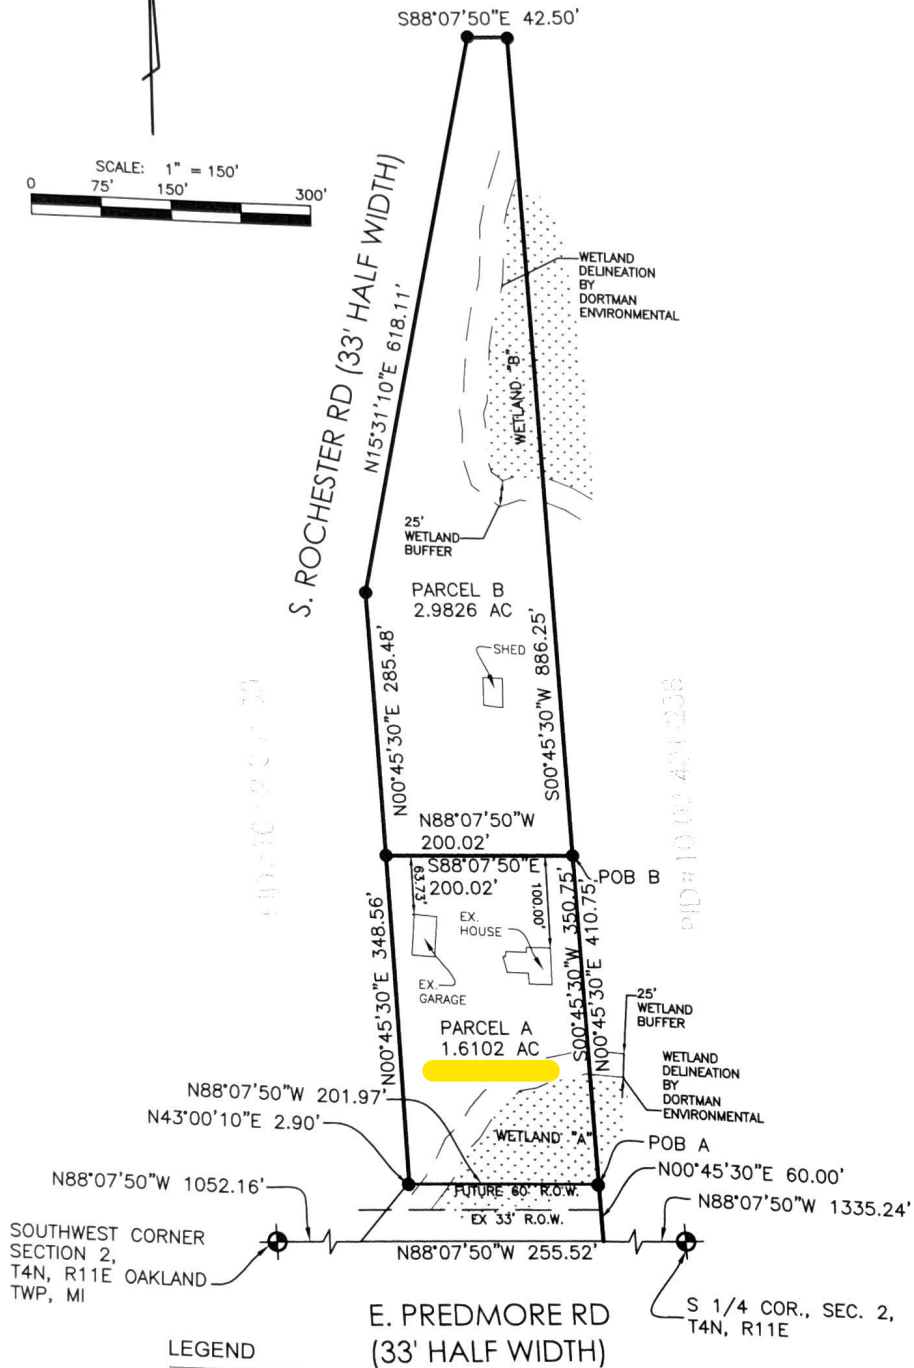 S88°07'50"E 42.50'
SCALE: 1" = 150'
0 75' 150' 300'
S. ROCHESTER RD (33' HALF WIDTH)
N15°31'10"E 618.11'
WETLAND
DELINEATION
BY
DORTMAN
ENVIRONMENTAL
WETLAND "B"
25'
WETLAND
BUFFER
PARCEL B
2.9826 AC
SHED
N00°45'30"E 285.48'
S00°45'30"W 886.25'
N88°07'50"W
200.02'
S88°07'50"E
200.02'
POB B
63.73'
100.00'
EX.
HOUSE
EX.
GARAGE
N00°45'30"E 348.56'
S00°45'30"W 350.75'
N00°45'30"E 410.75'
PARCEL A
1.6102 AC
25'
WETLAND
BUFFER
WETLAND
DELINEATION
BY
DORTMAN
ENVIRONMENTAL
N88°07'50"W 201.97'
N43°00'10"E 2.90'
WETLAND "A"
POB A
N00°45'30"E 60.00'
N88°07'50"W 1052.16'
N88°07'50"W 1335.24'
FUTURE 60' R.O.W.
EX 33' R.O.W.
N88°07'50"W 255.52'
SOUTHWEST CORNER
SECTION 2,
T4N, R11E OAKLAND
TWP, MI
S 1/4 COR., SEC. 2,
T4N, R11E
E. PREDMORE RD
(33' HALF WIDTH)
LEGEND